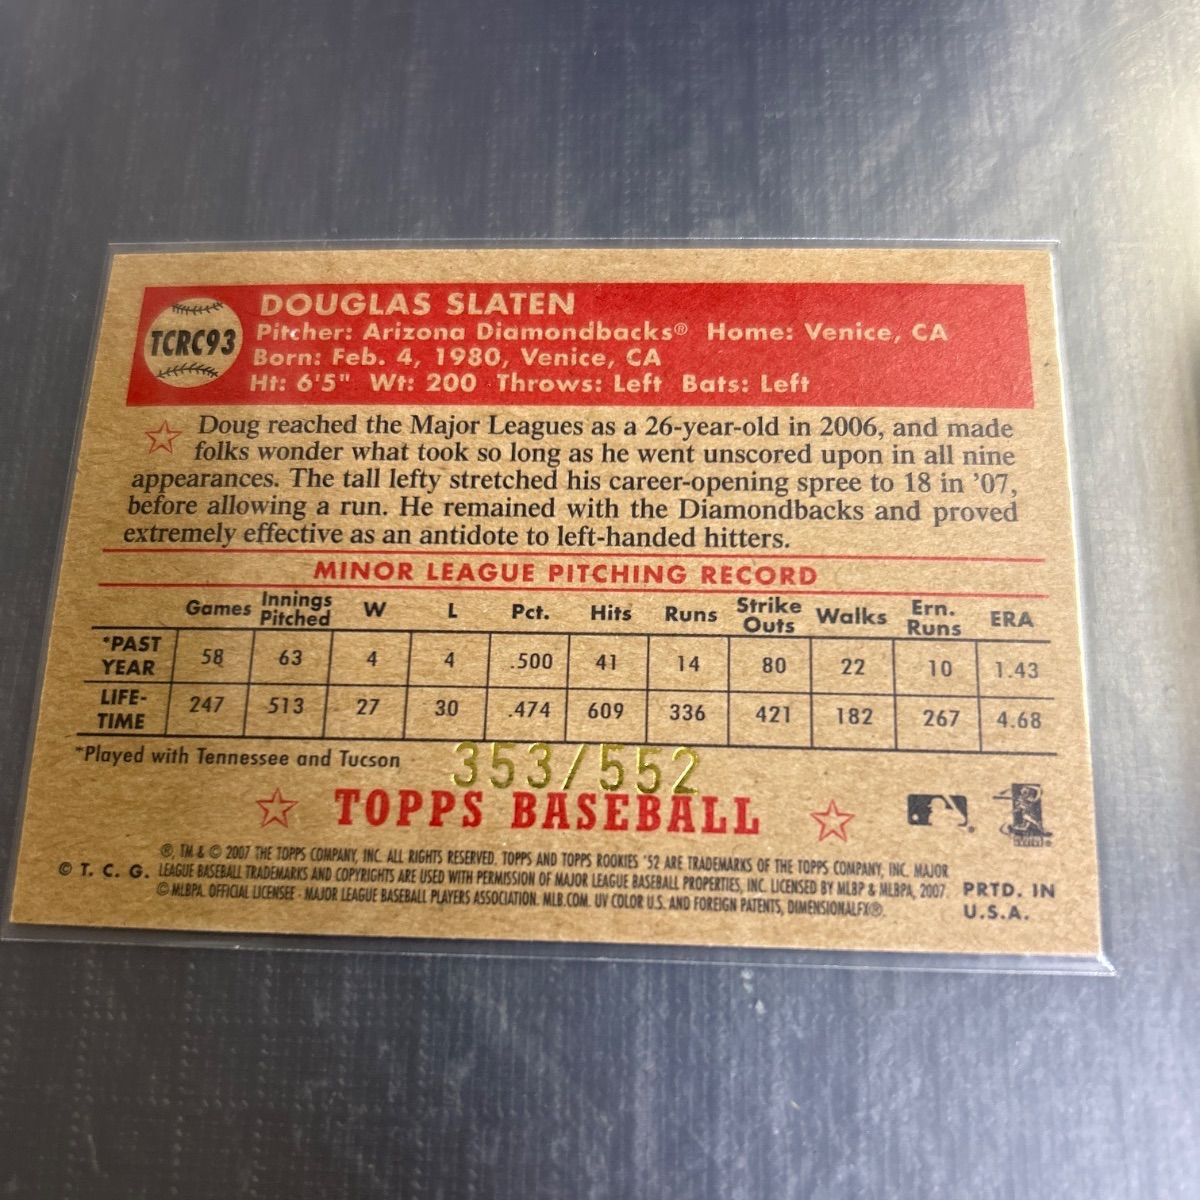 TCRC93
DOUGLAS SLATEN
Pitcher: Arizona Diamondbacks® Home: Venice, CA
Born: Feb. 4, 1980, Venice, CA
Ht: 6'5" Wt: 200 Throws: Left Bats: Left
Doug reached the Major Leagues as a 26-year-old in 2006, and made
folks wonder what took so long as he went unscored upon in all nine
appearances. The tall lefty stretched his career-opening spree to 18 in '07,
before allowing a run. He remained with the Diamondbacks and proved
extremely effective as an antidote to left-handed hitters.
MINOR LEAGUE PITCHING RECORD
Games Innings Pitched W L Pct. Hits Runs Strike Outs Walks Ern. Runs ERA
*PAST YEAR 58 63 4 4 .500 41 14 80 22 10 1.43
LIFE-TIME 247 513 27 30 .474 609 336 421 182 267 4.68
*Played with Tennessee and Tucson
353/552
TOPPS BASEBALL
®, TM & © 2007 THE TOPPS COMPANY, INC. ALL RIGHTS RESERVED. TOPPS AND TOPPS ROOKIES '52 ARE TRADEMARKS OF THE TOPPS COMPANY, INC. MAJOR
© T. C. G. LEAGUE BASEBALL TRADEMARKS AND COPYRIGHTS ARE USED WITH PERMISSION OF MAJOR LEAGUE BASEBALL PROPERTIES, INC. LICENSED BY MLBP & MLBPA, 2007.
© MLBPA. OFFICIAL LICENSEE - MAJOR LEAGUE BASEBALL PLAYERS ASSOCIATION. MLB.COM. UV COLOR U.S. AND FOREIGN PATENTS, DIMENSIONALFX®.
PRTD. IN
U.S.A.